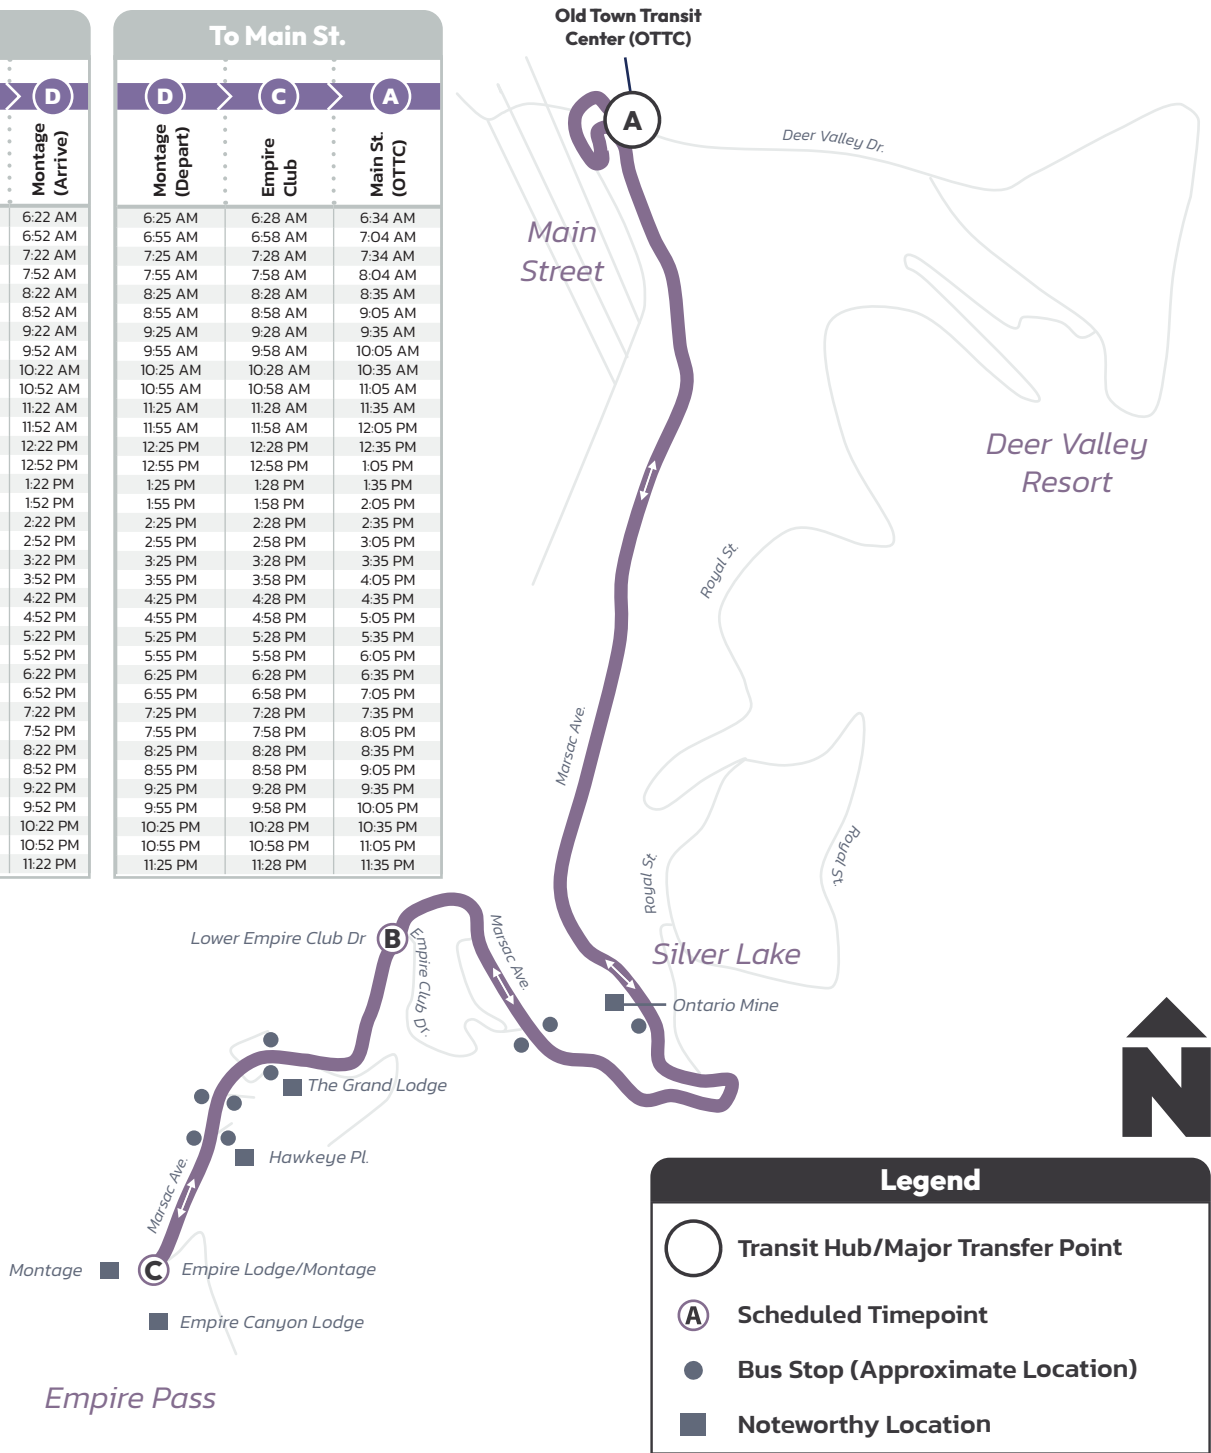 To Main St.
D
D
C
A
Montage
(Arrive)
Montage
(Depart)
Empire
Club
Main St.
(OTTC)
6:22 AM 6:25 AM 6:28 AM 6:34 AM
6:52 AM 6:55 AM 6:58 AM 7:04 AM
7:22 AM 7:25 AM 7:28 AM 7:34 AM
7:52 AM 7:55 AM 7:58 AM 8:04 AM
8:22 AM 8:25 AM 8:28 AM 8:35 AM
8:52 AM 8:55 AM 8:58 AM 9:05 AM
9:22 AM 9:25 AM 9:28 AM 9:35 AM
9:52 AM 9:55 AM 9:58 AM 10:05 AM
10:22 AM 10:25 AM 10:28 AM 10:35 AM
10:52 AM 10:55 AM 10:58 AM 11:05 AM
11:22 AM 11:25 AM 11:28 AM 11:35 AM
11:52 AM 11:55 AM 11:58 AM 12:05 PM
12:22 PM 12:25 PM 12:28 PM 12:35 PM
12:52 PM 12:55 PM 12:58 PM 1:05 PM
1:22 PM 1:25 PM 1:28 PM 1:35 PM
1:52 PM 1:55 PM 1:58 PM 2:05 PM
2:22 PM 2:25 PM 2:28 PM 2:35 PM
2:52 PM 2:55 PM 2:58 PM 3:05 PM
3:22 PM 3:25 PM 3:28 PM 3:35 PM
3:52 PM 3:55 PM 3:58 PM 4:05 PM
4:22 PM 4:25 PM 4:28 PM 4:35 PM
4:52 PM 4:55 PM 4:58 PM 5:05 PM
5:22 PM 5:25 PM 5:28 PM 5:35 PM
5:52 PM 5:55 PM 5:58 PM 6:05 PM
6:22 PM 6:25 PM 6:28 PM 6:35 PM
6:52 PM 6:55 PM 6:58 PM 7:05 PM
7:22 PM 7:25 PM 7:28 PM 7:35 PM
7:52 PM 7:55 PM 7:58 PM 8:05 PM
8:22 PM 8:25 PM 8:28 PM 8:35 PM
8:52 PM 8:55 PM 8:58 PM 9:05 PM
9:22 PM 9:25 PM 9:28 PM 9:35 PM
9:52 PM 9:55 PM 9:58 PM 10:05 PM
10:22 PM 10:25 PM 10:28 PM 10:35 PM
10:52 PM 10:55 PM 10:58 PM 11:05 PM
11:22 PM 11:25 PM 11:28 PM 11:35 PM
Old Town Transit
Center (OTTC)
A
Deer Valley Dr.
Main
Street
Deer Valley
Resort
Royal St.
Marsac Ave.
Royal St.
Royal St.
Lower Empire Club Dr
B
Empire Club Dr.
Marsac Ave.
Silver Lake
Ontario Mine
The Grand Lodge
Hawkeye Pl.
Marsac Ave.
Montage
C
Empire Lodge/Montage
Empire Canyon Lodge
Empire Pass
N
Legend
Transit Hub/Major Transfer Point
A
Scheduled Timepoint
Bus Stop (Approximate Location)
Noteworthy Location